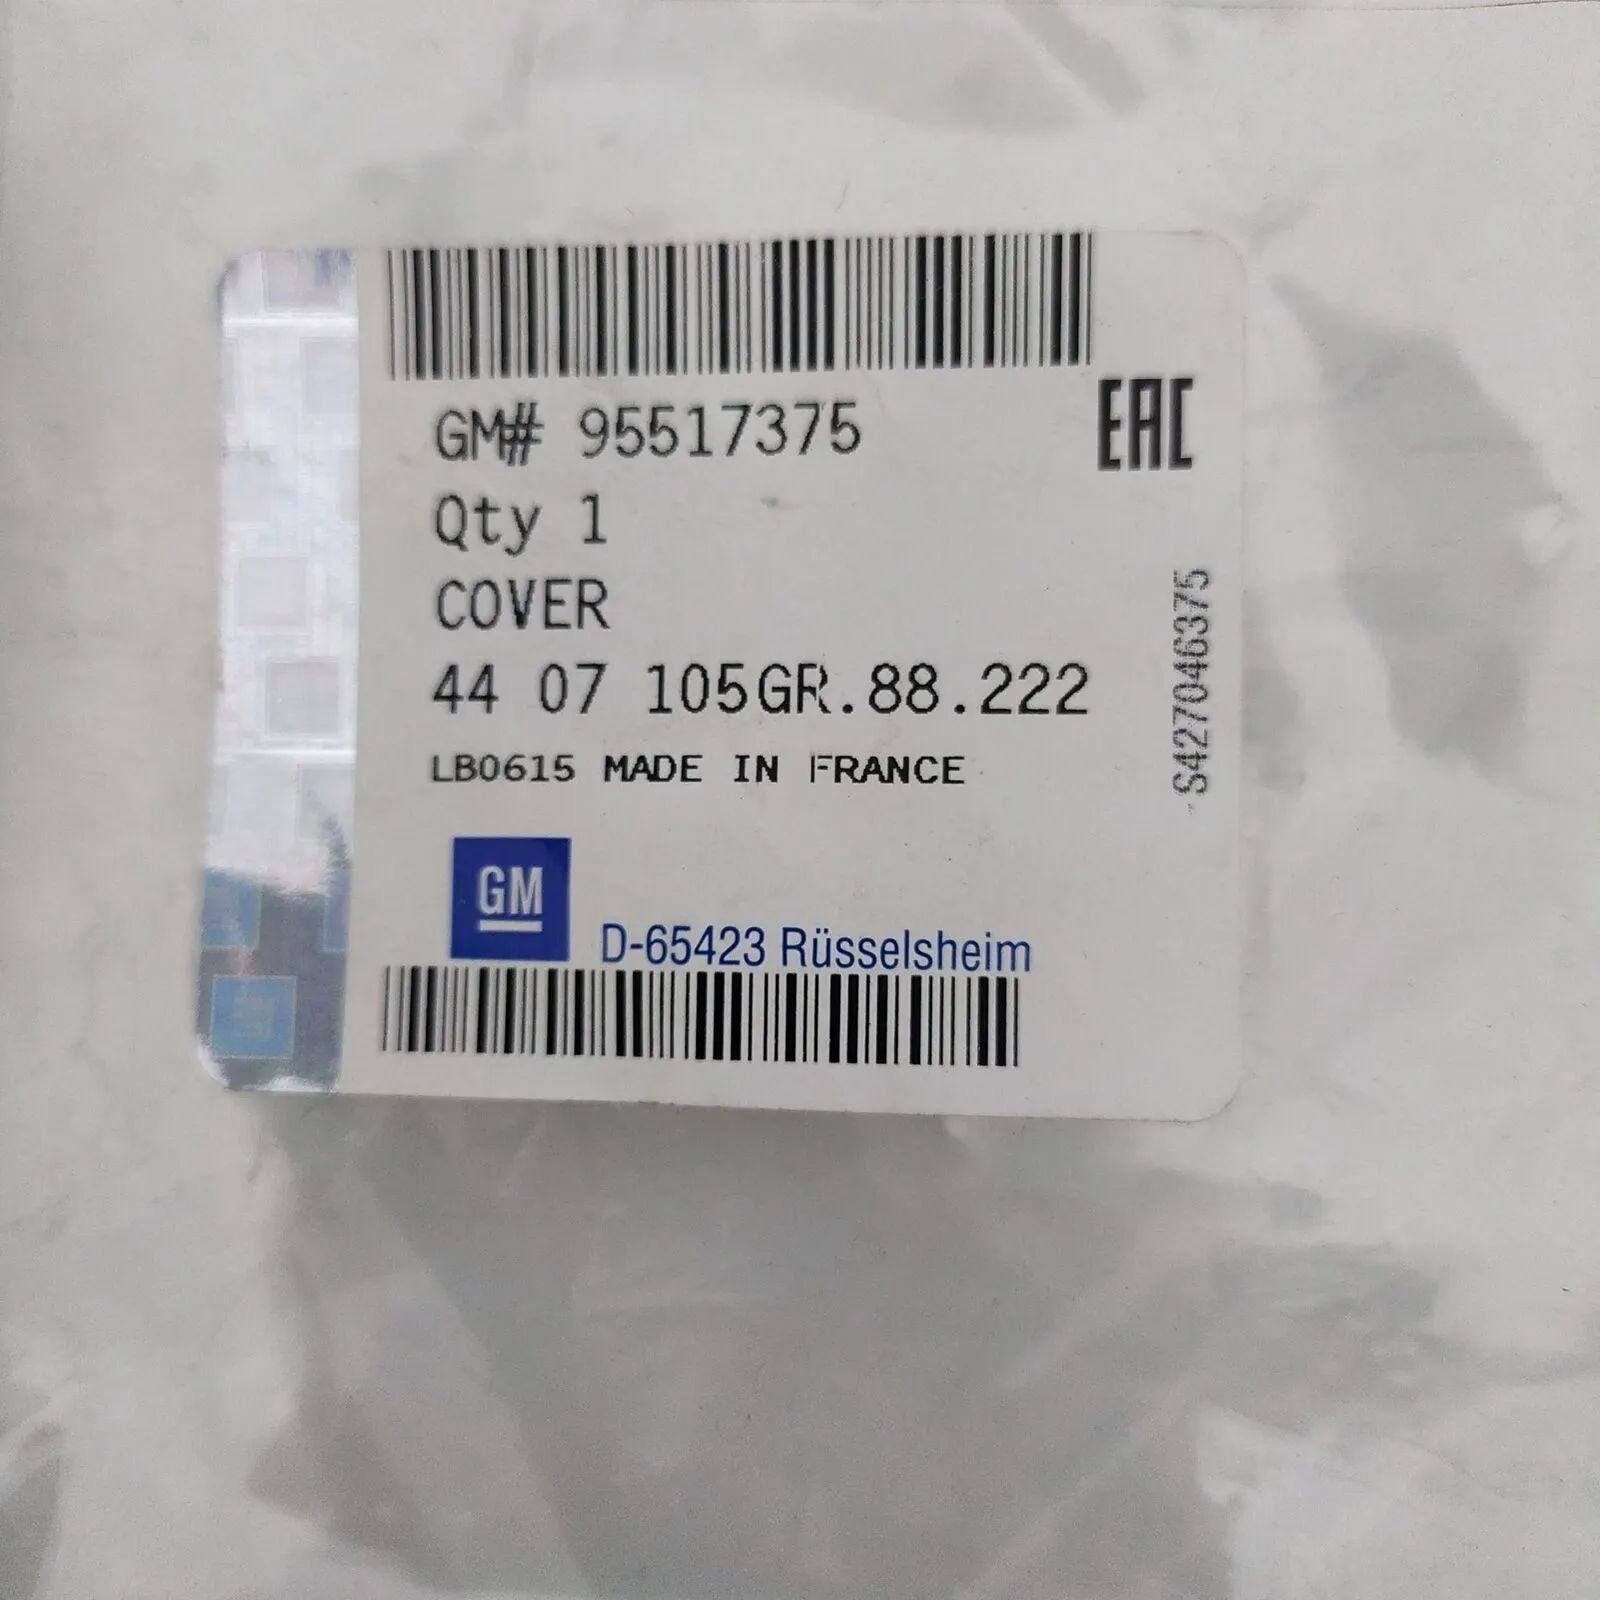 GM# 95517375
EAC
Qty 1
COVER
44 07 105GR.88.222
LB0615 MADE IN FRANCE
S427046375
GM
D-65423 Rüsselsheim